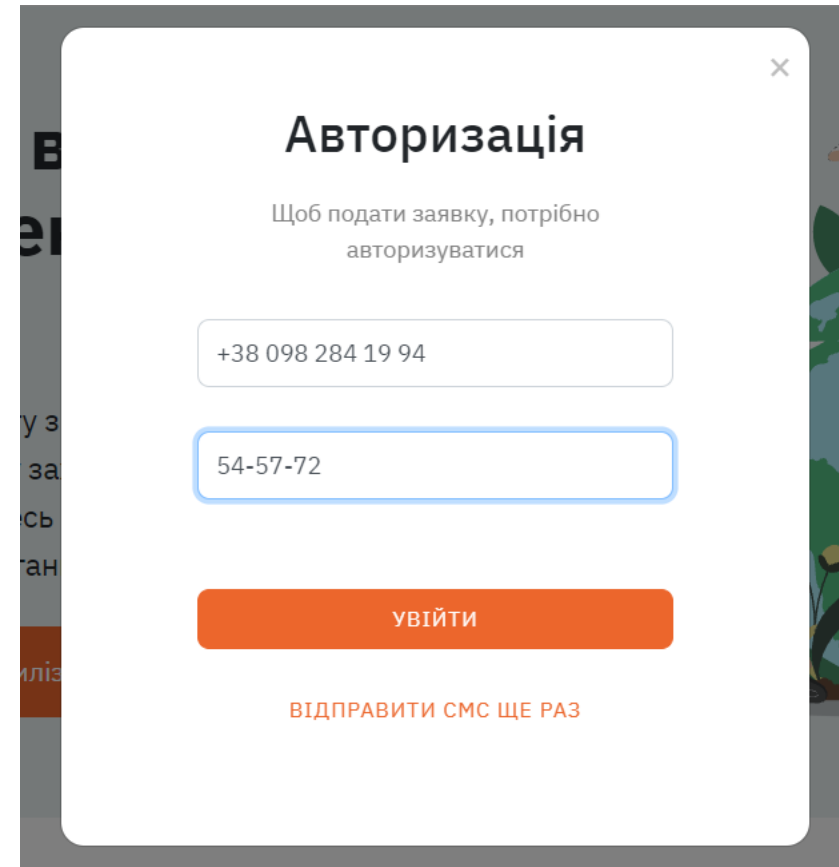 Авторизація
Щоб подати заявку, потрібно
авторизуватися
+38 098 284 19 94
54-57-72
УВІЙТИ
ВІДПРАВИТИ СМС ЩЕ РАЗ